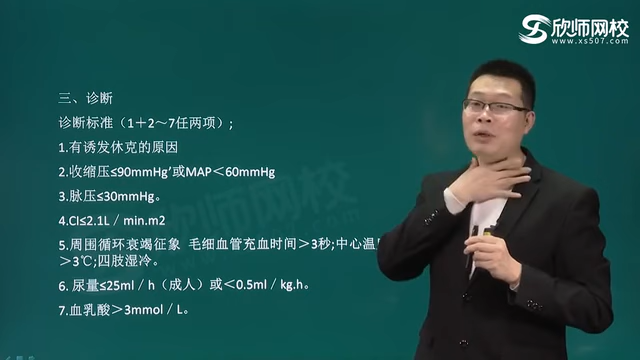 欣师网校
www.xs507.com
三、诊断
诊断标准（1＋2～7任两项）;
1.有诱发休克的原因
2.收缩压≤90mmHg’或MAP＜60mmHg
3.脉压≤30mmHg。
4.CI≤2.1L／min.m2
5.周围循环衰竭征象 毛细血管充血时间＞3秒;中心温
＞3℃;四肢湿冷。
6. 尿量≤25ml／h（成人）或＜0.5ml／kg.h。
7.血乳酸＞3mmol／L。